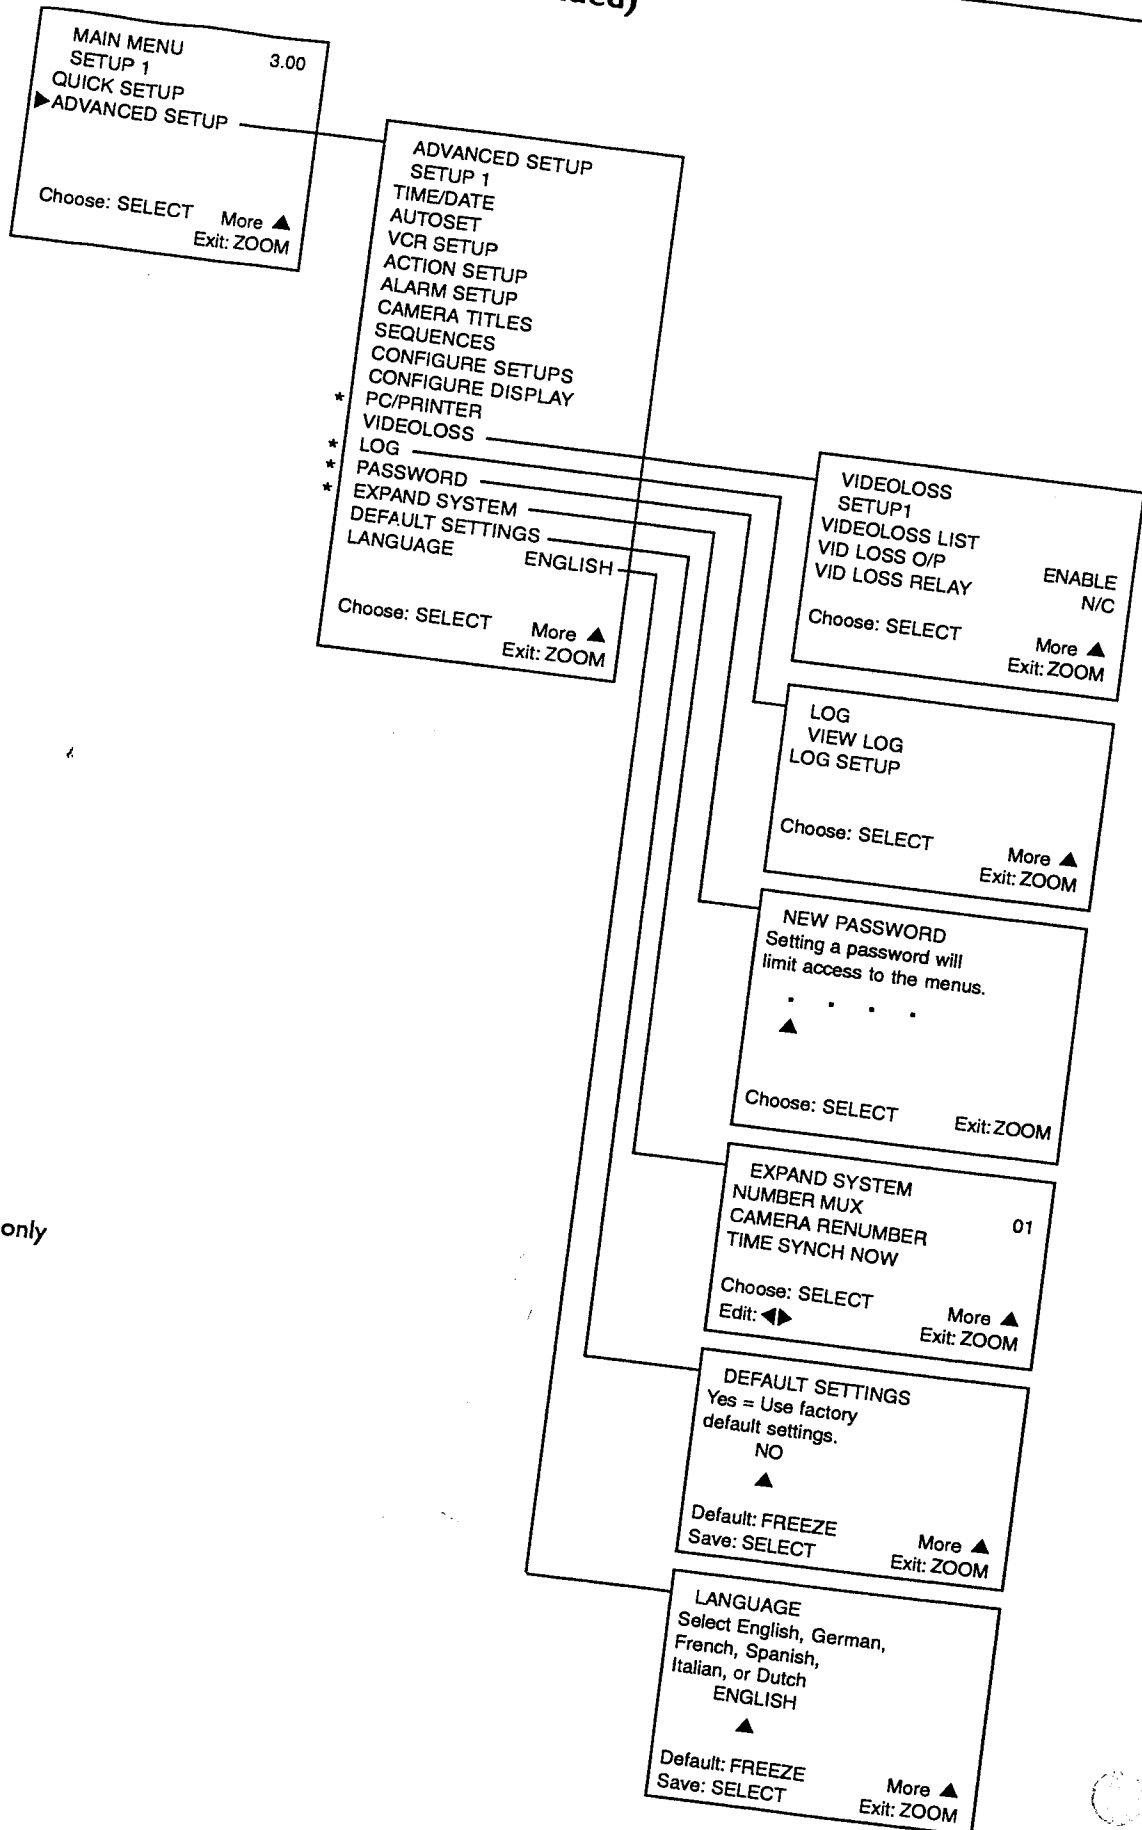 MAIN MENU 3.00
SETUP 1
QUICK SETUP
▶ADVANCED SETUP
Choose: SELECT More ▲
Exit: ZOOM
ADVANCED SETUP
SETUP 1
TIME/DATE
AUTOSET
VCR SETUP
ACTION SETUP
ALARM SETUP
CAMERA TITLES
SEQUENCES
CONFIGURE SETUPS
CONFIGURE DISPLAY
* PC/PRINTER
VIDEOLOSS
* LOG
* PASSWORD
* EXPAND SYSTEM
DEFAULT SETTINGS
LANGUAGE ENGLISH
Choose: SELECT More ▲
Exit: ZOOM
VIDEOLOSS
SETUP1
VIDEOLOSS LIST
VID LOSS O/P ENABLE
VID LOSS RELAY N/C
Choose: SELECT More ▲
Exit: ZOOM
LOG
VIEW LOG
LOG SETUP
Choose: SELECT More ▲
Exit: ZOOM
NEW PASSWORD
Setting a password will
limit access to the menus.
. . . .
▲
Choose: SELECT Exit: ZOOM
EXPAND SYSTEM
NUMBER MUX 01
CAMERA RENUMBER
TIME SYNCH NOW
Choose: SELECT More ▲
Edit: ◀▶ Exit: ZOOM
only
DEFAULT SETTINGS
Yes = Use factory
default settings.
NO
▲
Default: FREEZE More ▲
Save: SELECT Exit: ZOOM
LANGUAGE
Select English, German,
French, Spanish,
Italian, or Dutch
ENGLISH
▲
Default: FREEZE More ▲
Save: SELECT Exit: ZOOM